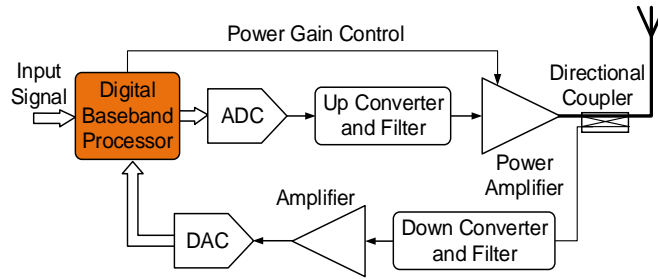 Power Gain Control
Input
Signal
Digital
Baseband
Processor
ADC
Up Converter
and Filter
Directional
Coupler
Power
Amplifier
Amplifier
DAC
Down Converter
and Filter